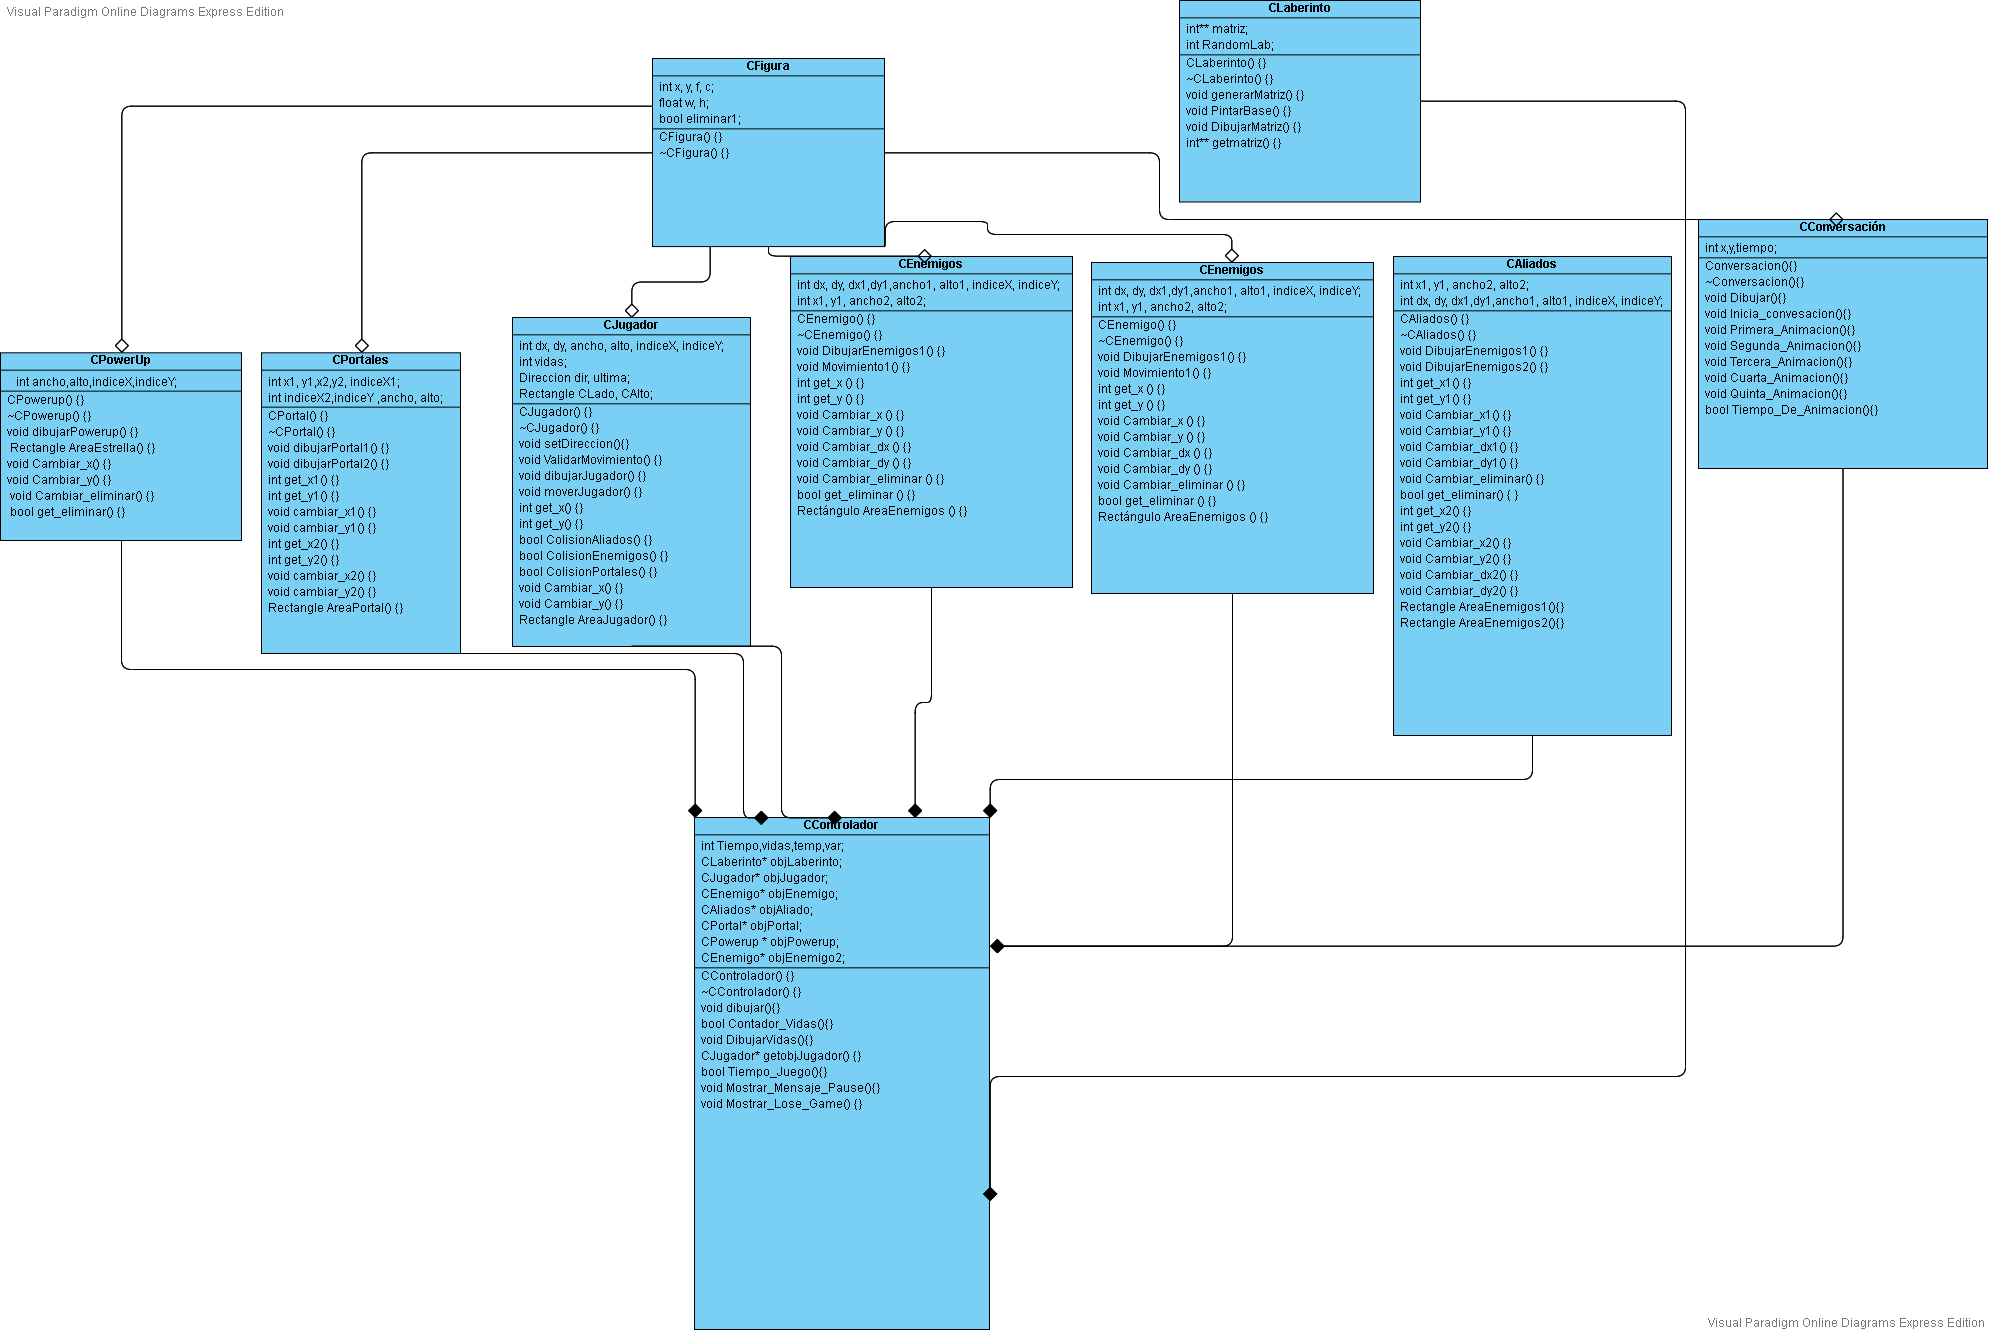 Visual Paradigm Online Diagrams Express Edition
CLaberinto
int** matriz;
int RandomLab;
CLaberinto() {}
~CLaberinto() {}
void generarMatriz() {}
void PintarBase() {}
void DibujarMatriz() {}
int** getmatriz() {}
CFigura
int x, y, f, c;
float w, h;
bool eliminar1;
CFigura() {}
~CFigura() {}
CPowerUp
int ancho,alto,indiceX,indiceY;
CPowerup() {}
~CPowerup() {}
void dibujarPowerup() {}
Rectangle AreaEstrella() {}
void Cambiar_x() {}
void Cambiar_y() {}
void Cambiar_eliminar() {}
bool get_eliminar() {}
CPortales
int x1, y1,x2,y2, indiceX1;
int indiceX2,indiceY ,ancho, alto;
CPortal() {}
~CPortal() {}
void dibujarPortal1() {}
void dibujarPortal2() {}
int get_x1() {}
int get_y1() {}
void cambiar_x1() {}
void cambiar_y1() {}
int get_x2() {}
int get_y2() {}
void cambiar_x2() {}
void cambiar_y2() {}
Rectangle AreaPortal() {}
CJugador
int dx, dy, ancho, alto, indiceX, indiceY;
int vidas;
Direccion dir, ultima;
Rectangle CLado, CAlto;
CJugador() {}
~CJugador() {}
void setDireccion(){}
void ValidarMovimiento() {}
void dibujarJugador() {}
void moverJugador() {}
int get_x() {}
int get_y() {}
bool ColisionAliados() {}
bool ColisionEnemigos() {}
bool ColisionPortales() {}
void Cambiar_x() {}
void Cambiar_y() {}
Rectangle AreaJugador() {}
CEnemigos
int dx, dy, dx1,dy1,ancho1, alto1, indiceX, indiceY;
int x1, y1, ancho2, alto2;
CEnemigo() {}
~CEnemigo() {}
void DibujarEnemigos1() {}
void Movimiento1() {}
int get_x () {}
int get_y () {}
void Cambiar_x () {}
void Cambiar_y () {}
void Cambiar_dx () {}
void Cambiar_dy () {}
void Cambiar_eliminar () {}
bool get_eliminar () {}
Rectángulo AreaEnemigos () {}
CEnemigos
int dx, dy, dx1,dy1,ancho1, alto1, indiceX, indiceY;
int x1, y1, ancho2, alto2;
CEnemigo() {}
~CEnemigo() {}
void DibujarEnemigos1() {}
void Movimiento1() {}
int get_x () {}
int get_y () {}
void Cambiar_x () {}
void Cambiar_y () {}
void Cambiar_dx () {}
void Cambiar_dy () {}
void Cambiar_eliminar () {}
bool get_eliminar () {}
Rectángulo AreaEnemigos () {}
CAliados
int x1, y1, ancho2, alto2;
int dx, dy, dx1,dy1,ancho1, alto1, indiceX, indiceY;
CAliados() {}
~CAliados() {}
void DibujarEnemigos1() {}
void DibujarEnemigos2() {}
int get_x1() {}
int get_y1() {}
void Cambiar_x1() {}
void Cambiar_y1() {}
void Cambiar_dx1() {}
void Cambiar_dy1() {}
void Cambiar_eliminar() {}
bool get_eliminar() { }
int get_x2() {}
int get_y2() {}
void Cambiar_x2() {}
void Cambiar_y2() {}
void Cambiar_dx2() {}
void Cambiar_dy2() {}
Rectangle AreaEnemigos1(){}
Rectangle AreaEnemigos2(){}
CConversación
int x,y,tiempo;
Conversacion(){}
~Conversacion(){}
void Dibujar(){}
void Inicia_convesacion(){}
void Primera_Animacion(){}
void Segunda_Animacion(){}
void Tercera_Animacion(){}
void Cuarta_Animacion(){}
void Quinta_Animacion(){}
bool Tiempo_De_Animacion(){}
CControlador
int Tiempo,vidas,temp,var;
CLaberinto* objLaberinto;
CJugador* objJugador;
CEnemigo* objEnemigo;
CAliados* objAliado;
CPortal* objPortal;
CPowerup * objPowerup;
CEnemigo* objEnemigo2;
CControlador() {}
~CControlador() {}
void dibujar(){}
bool Contador_Vidas(){}
void DibujarVidas(){}
CJugador* getobjJugador() {}
bool Tiempo_Juego(){}
void Mostrar_Mensaje_Pause(){}
void Mostrar_Lose_Game() {}
Visual Paradigm Online Diagrams Express Edition